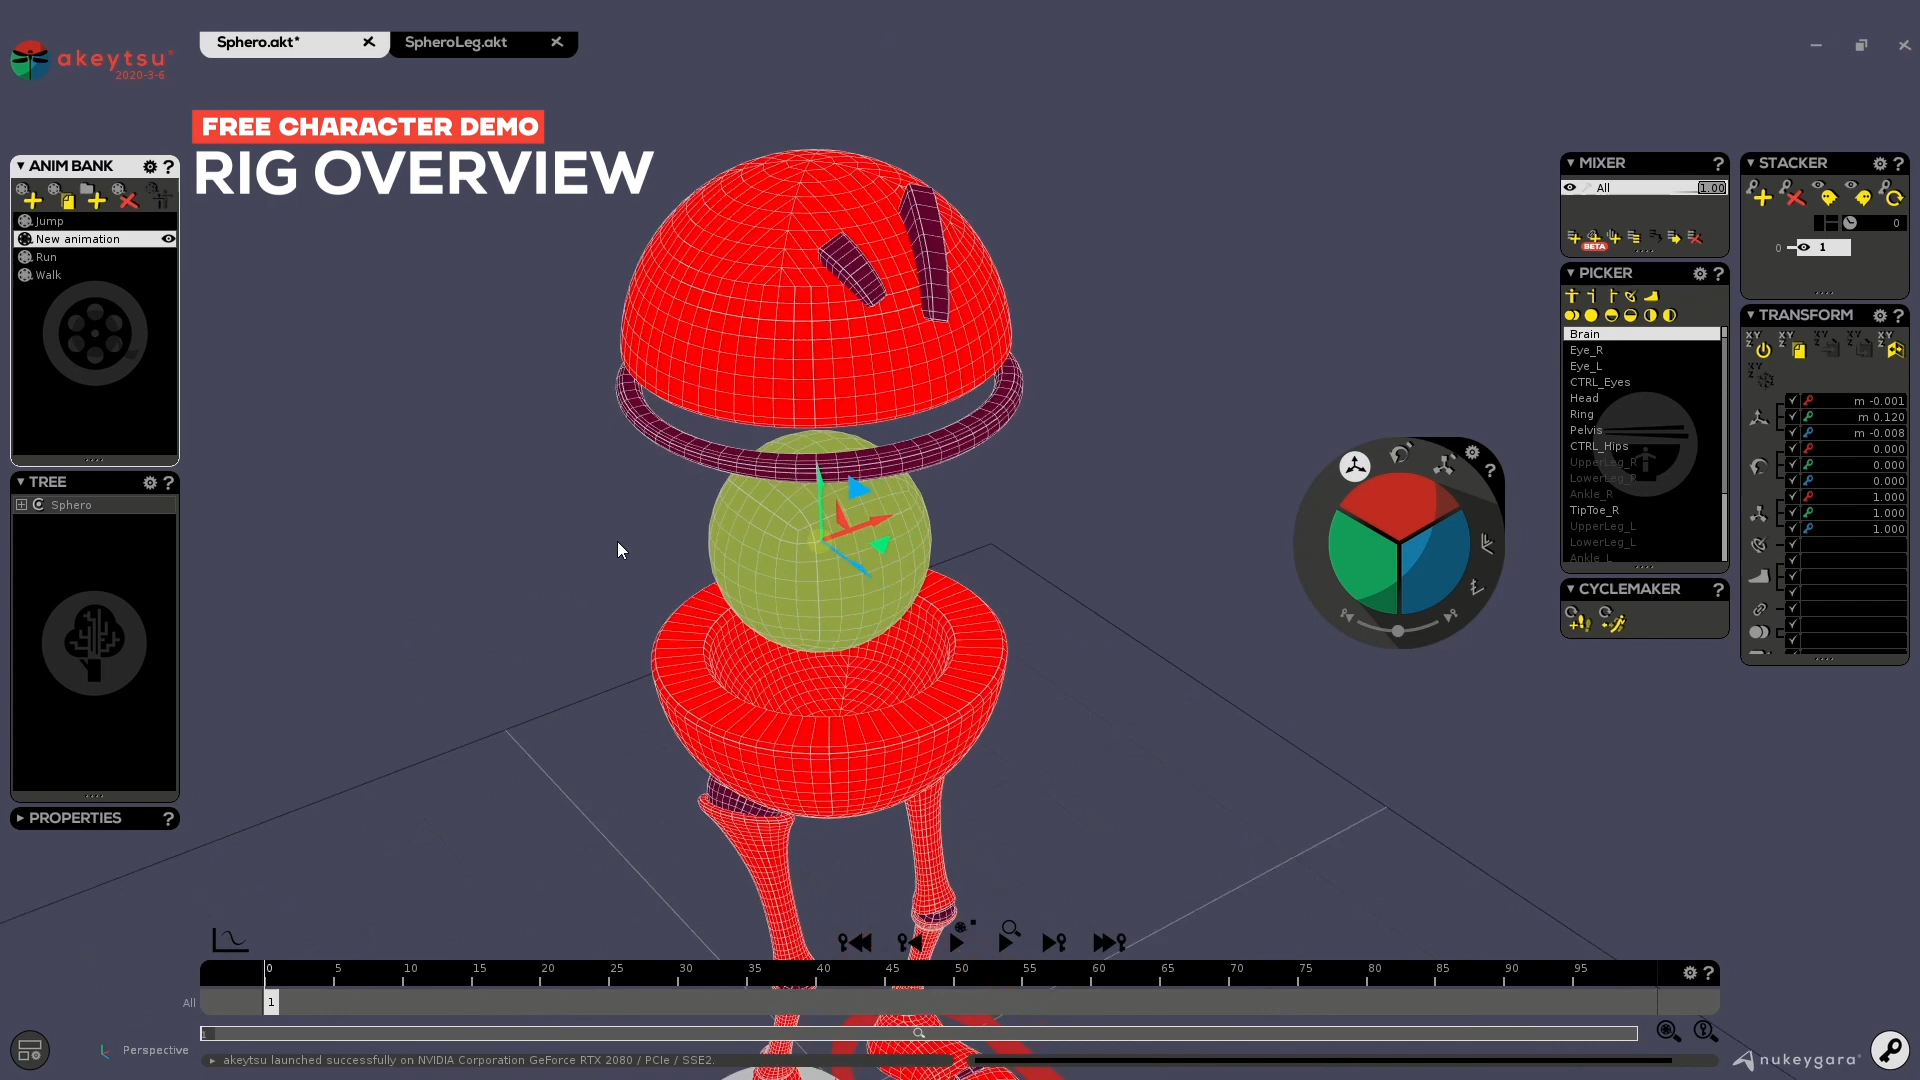 Sphero.akt*
SpheroLeg.akt
akeytsu
2020-3-6
FREE CHARACTER DEMO
RIG OVERVIEW
ANIM BANK ?
Jump
New animation
Run
Walk
TREE ?
Sphero
PROPERTIES ?
MIXER ?
All 1.00
BETA
PICKER ?
Brain
Eye_R
Eye_L
CTRL_Eyes
Head
Ring
Pelvis
CTRL_Hips
UpperLeg_R
LowerLeg_R
Ankle_R
TipToe_R
UpperLeg_L
LowerLeg_L
Ankle_L
CYCLEMAKER ?
STACKER ?
0
0 1
TRANSFORM ?
m -0.001
m 0.120
m -0.008
0.000
0.000
0.000
1.000
1.000
1.000
?
0 5 10 15 20 25 30 35 40 45 50 55 60 65 70 75 80 85 90 95 ?
All 1
1
Perspective
akeytsu launched successfully on NVIDIA Corporation GeForce RTX 2080 / PCIe / SSE2.
nukeygara